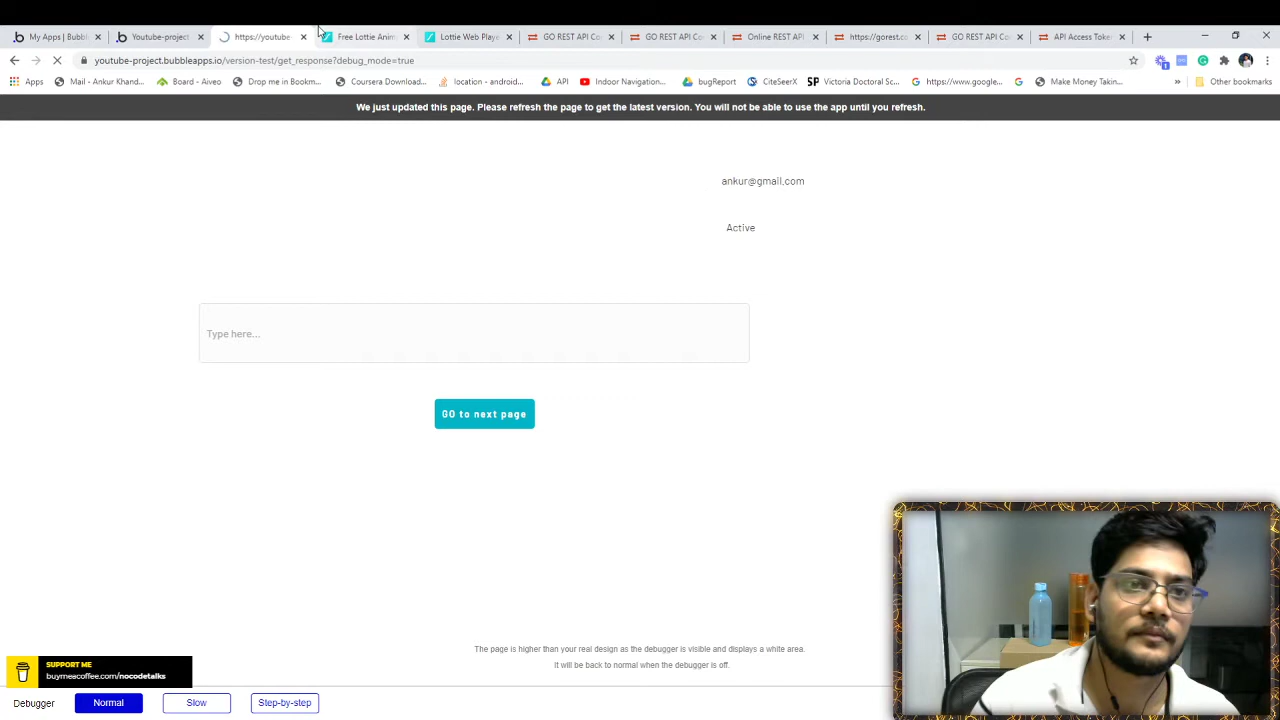 My Apps | Bubbl
Youtube-project
https://youtube
Free Lottie Anim
Lottie Web Playe
GO REST API Co
GO REST API Co
Online REST API
https://gorest.co
GO REST API Co
API Access Toke
youtube-project.bubbleapps.io/version-test/get_response?debug_mode=true
Apps
Mail - Ankur Khand...
Board - Aiveo
Drop me in Bookm...
Coursera Download...
location - android...
API
Indoor Navigation...
bugReport
CiteSeerX
SP Victoria Doctoral Sc...
https://www.google...
Make Money Takin...
»
Other bookmarks
We just updated this page. Please refresh the page to get the latest version. You will not be able to use the app until you refresh.
ankur@gmail.com
Active
Type here...
GO to next page
The page is higher than your real design as the debugger is visible and displays a white area.
It will be back to normal when the debugger is off.
SUPPORT ME
buymeacoffee.com/nocodetalks
Debugger
Normal
Slow
Step-by-step